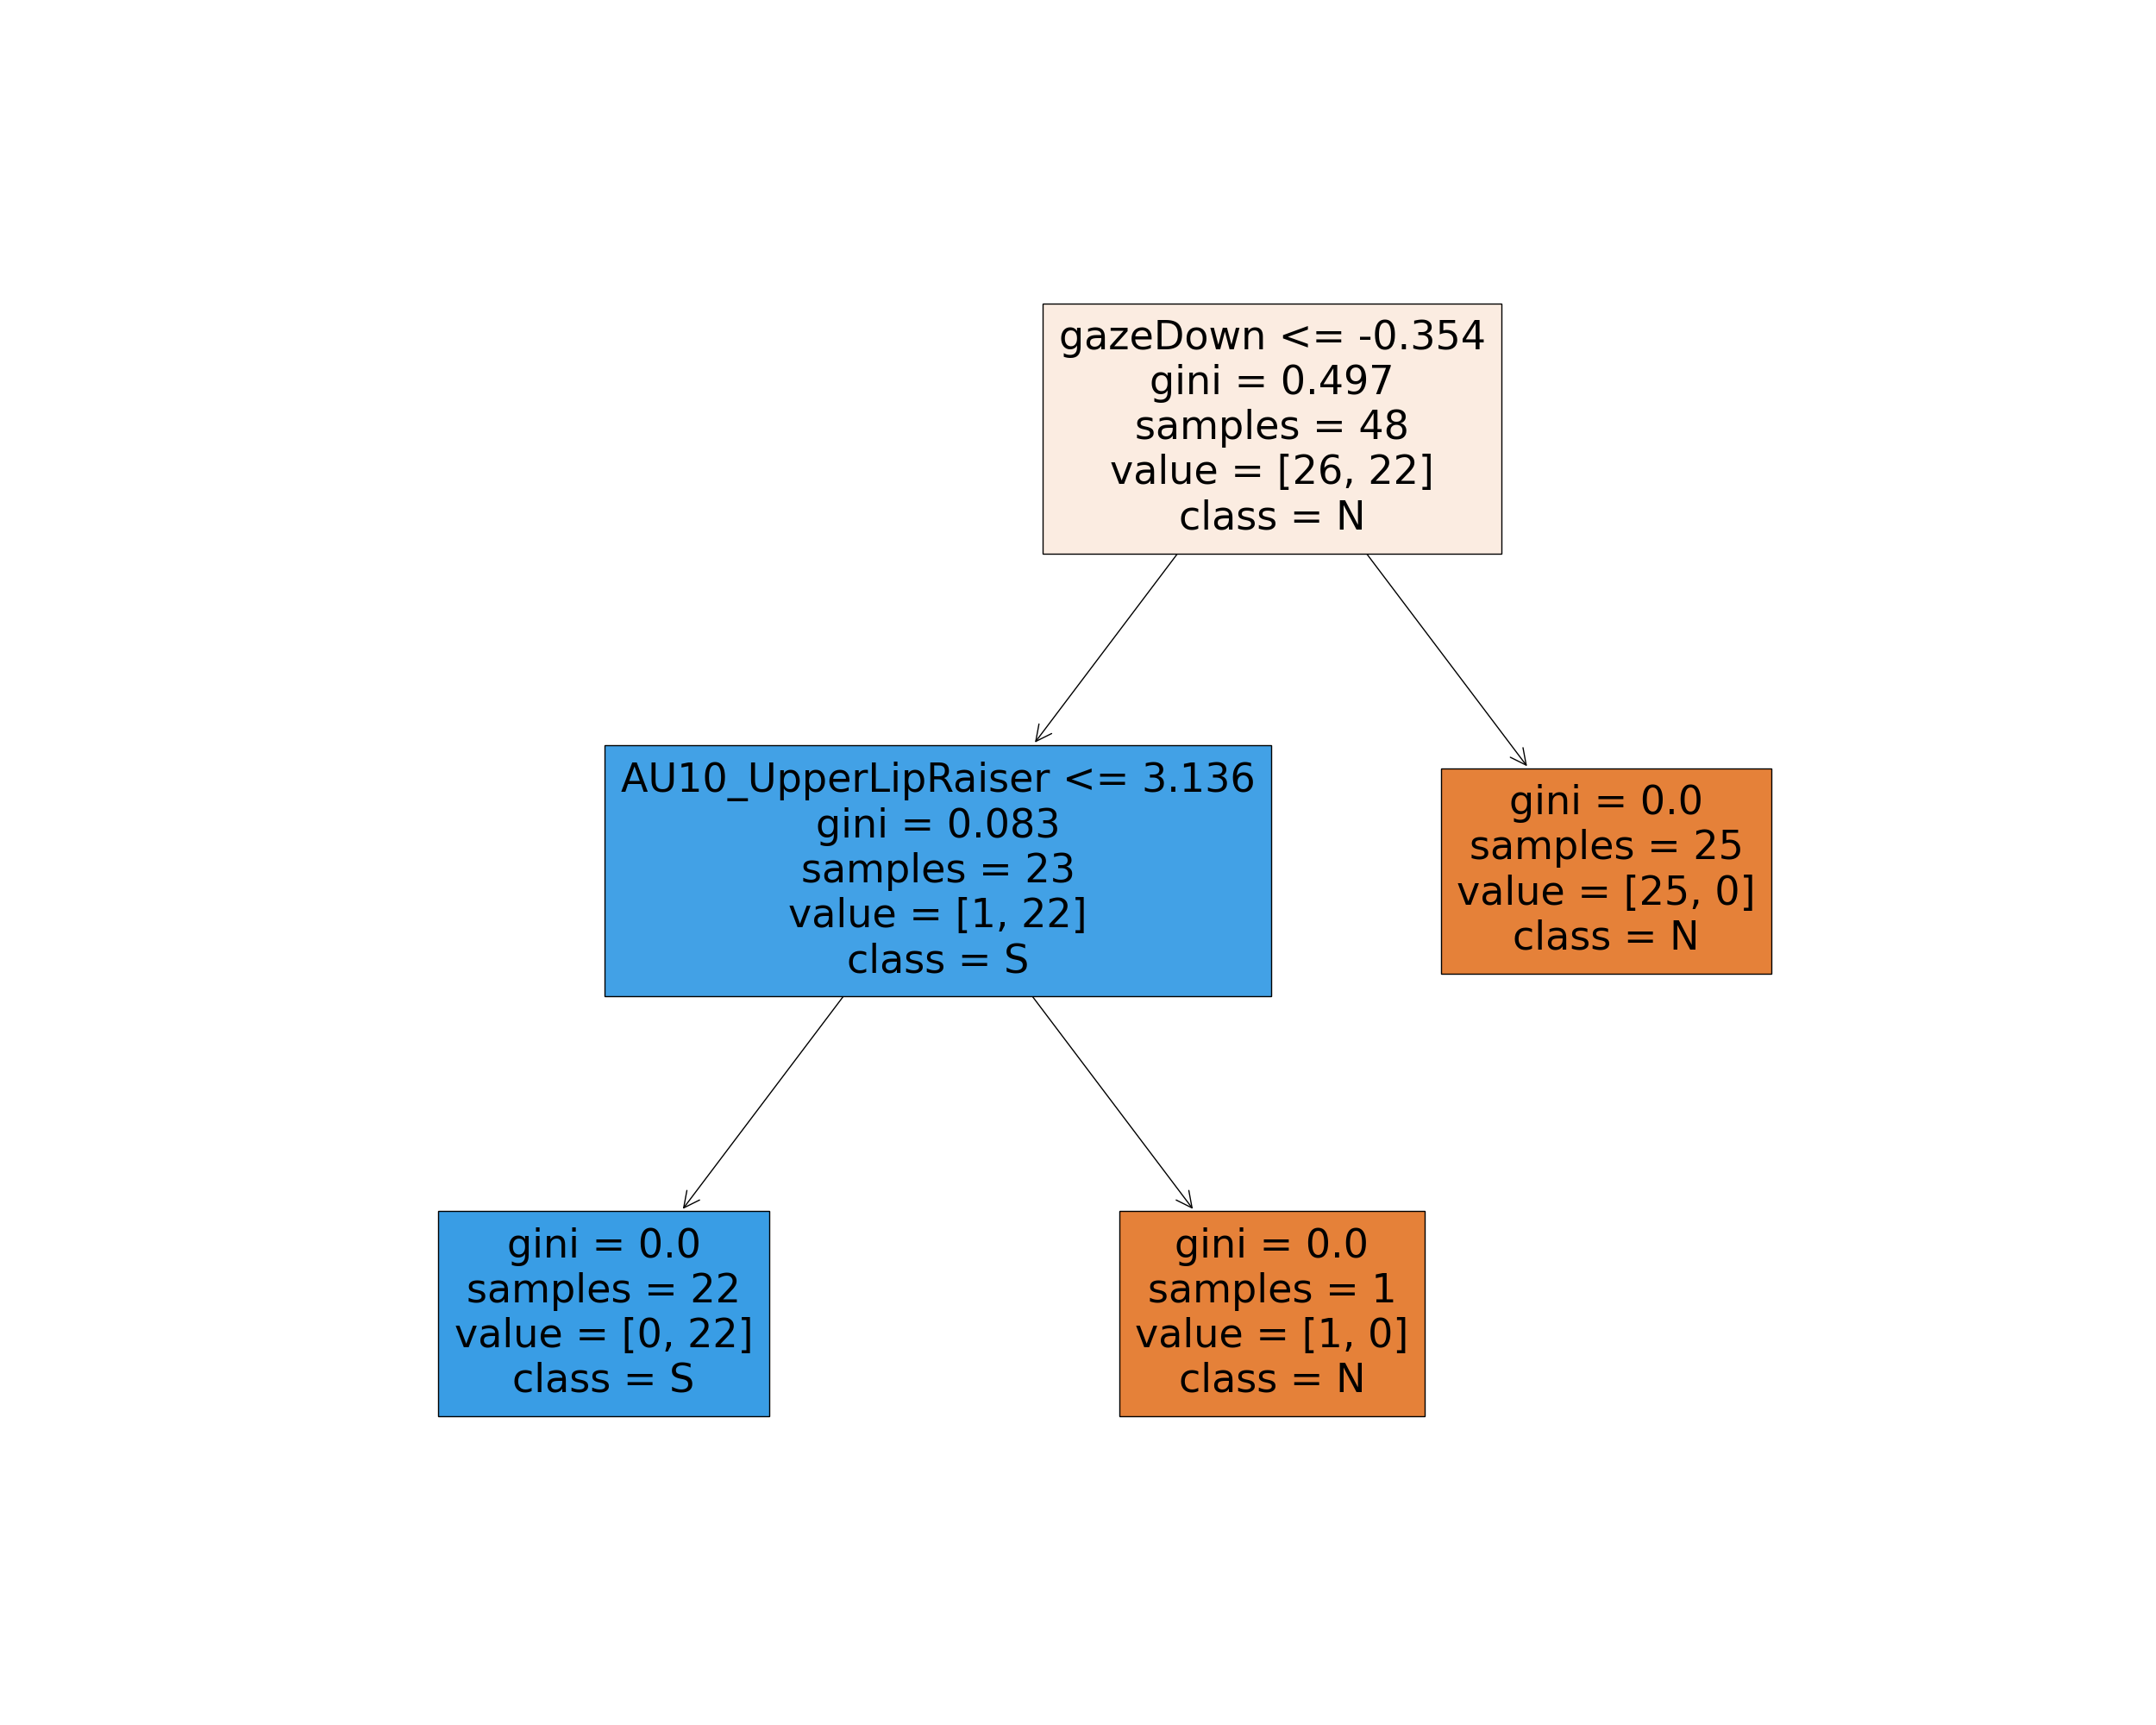 gazeDown <= -0.354
gini = 0.497
samples = 48
value = [26, 22]
class = N
AU10_UpperLipRaiser <= 3.136
gini = 0.083
samples = 23
value = [1, 22]
class = S
gini = 0.0
samples = 25
value = [25, 0]
class = N
gini = 0.0
samples = 22
value = [0, 22]
class = S
gini = 0.0
samples = 1
value = [1, 0]
class = N